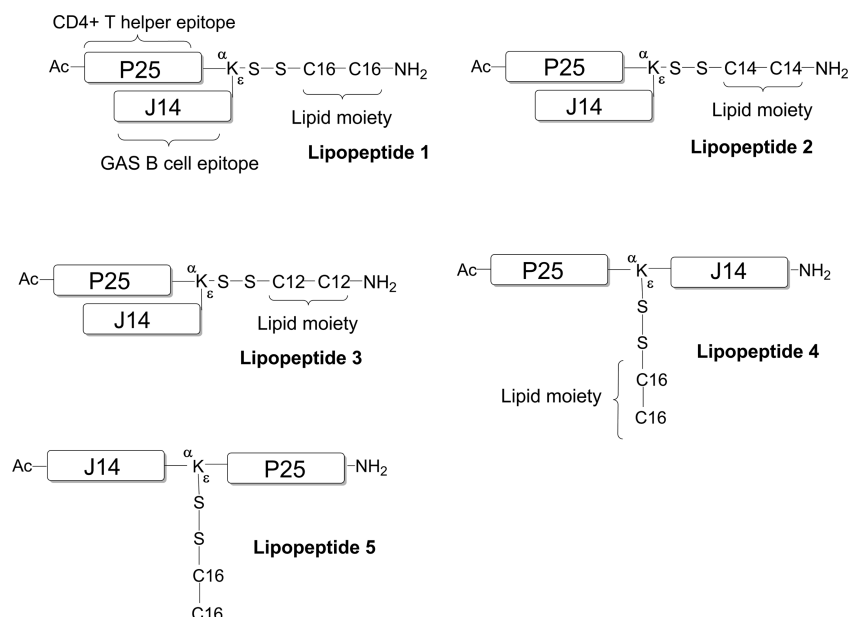 CD4+ T helper epitope
Ac P25 α K ε S S C16 C16 NH2
J14
Lipid moiety
GAS B cell epitope
Lipopeptide 1
Ac P25 α K ε S S C14 C14 NH2
J14
Lipid moiety
Lipopeptide 2
Ac P25 α K ε S S C12 C12 NH2
J14
Lipid moiety
Lipopeptide 3
Ac P25 α K ε J14 NH2
S
S
C16
Lipid moiety
C16
Lipopeptide 4
Ac J14 α K ε P25 NH2
S
S
C16
C16
Lipopeptide 5